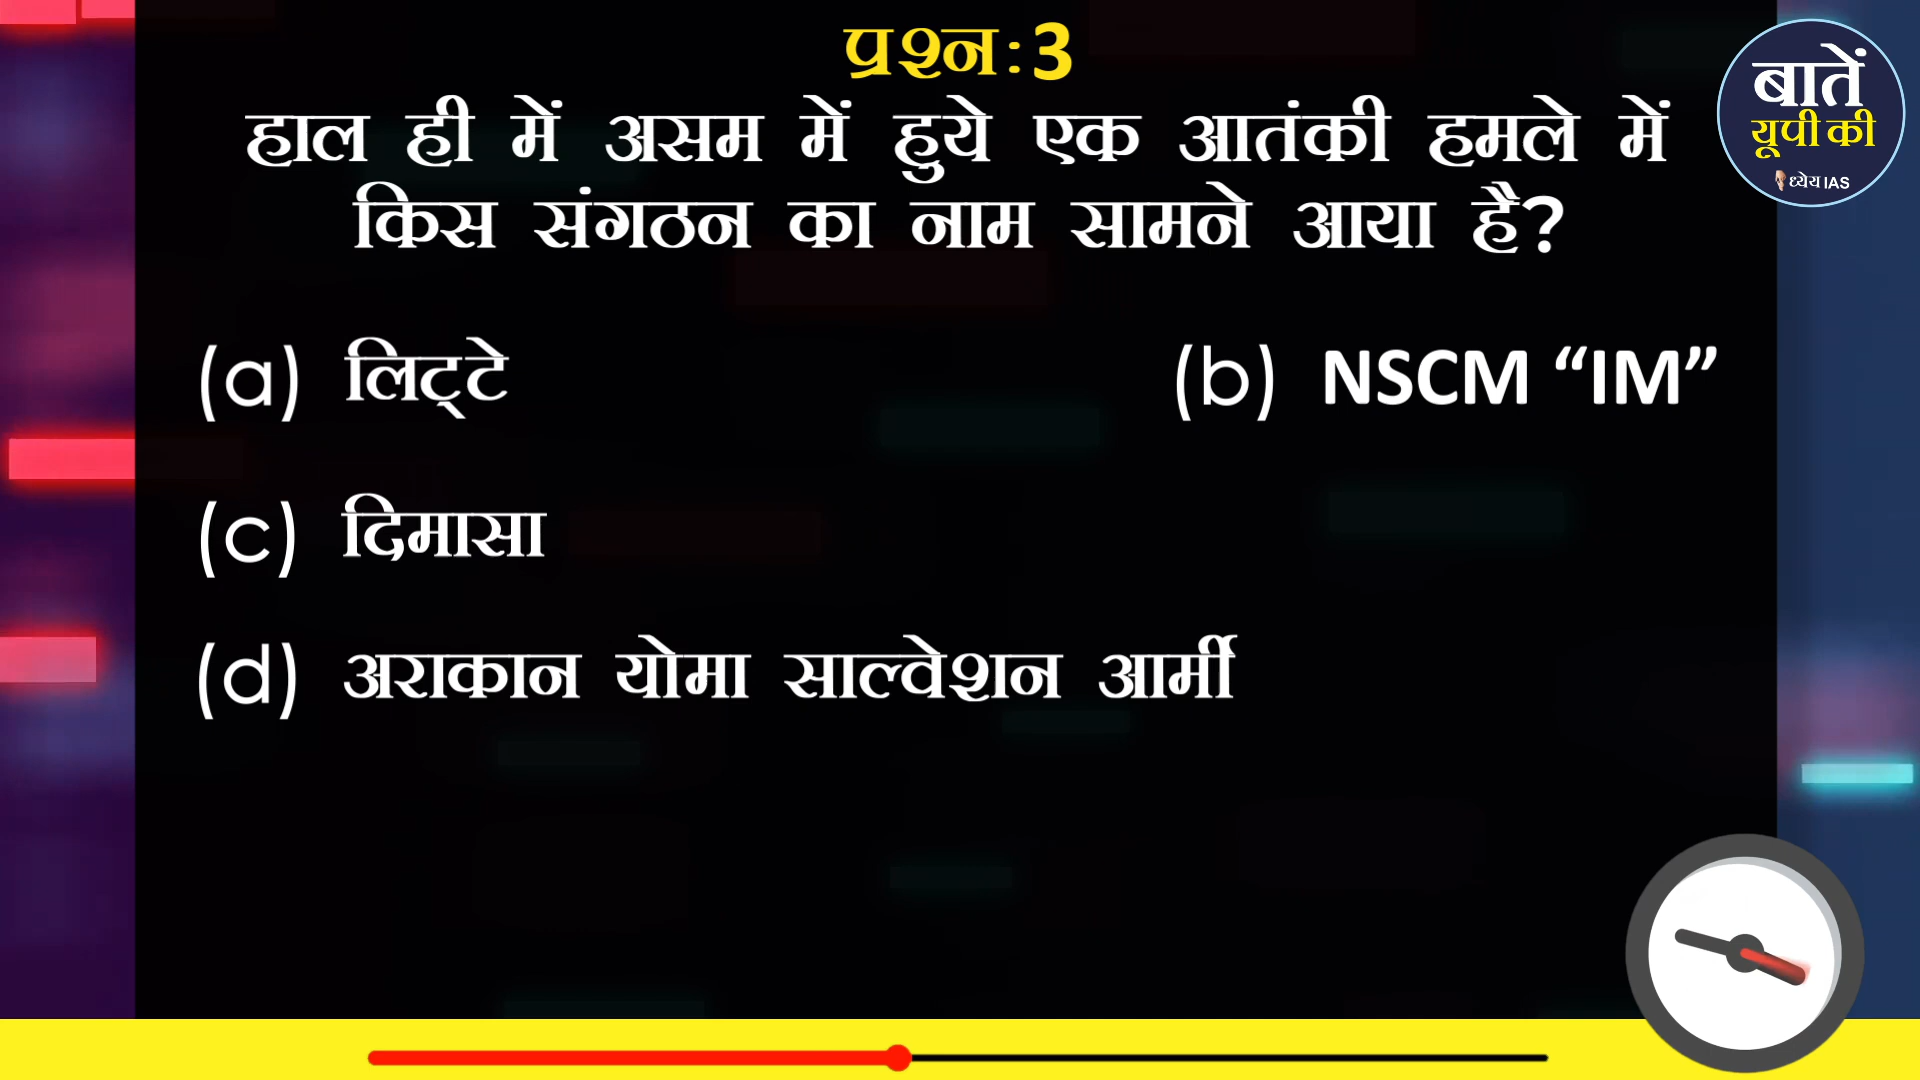 प्रश्नः3
हाल ही में असम में हुये एक आतंकी हमले में
किस संगठन का नाम सामने आया है?
(a) लिट्टे
(b) NSCM “IM”
(c) दिमासा
(d) अराकान योमा साल्वेशन आर्मी
बातें
यूपी की
ध्येय IAS